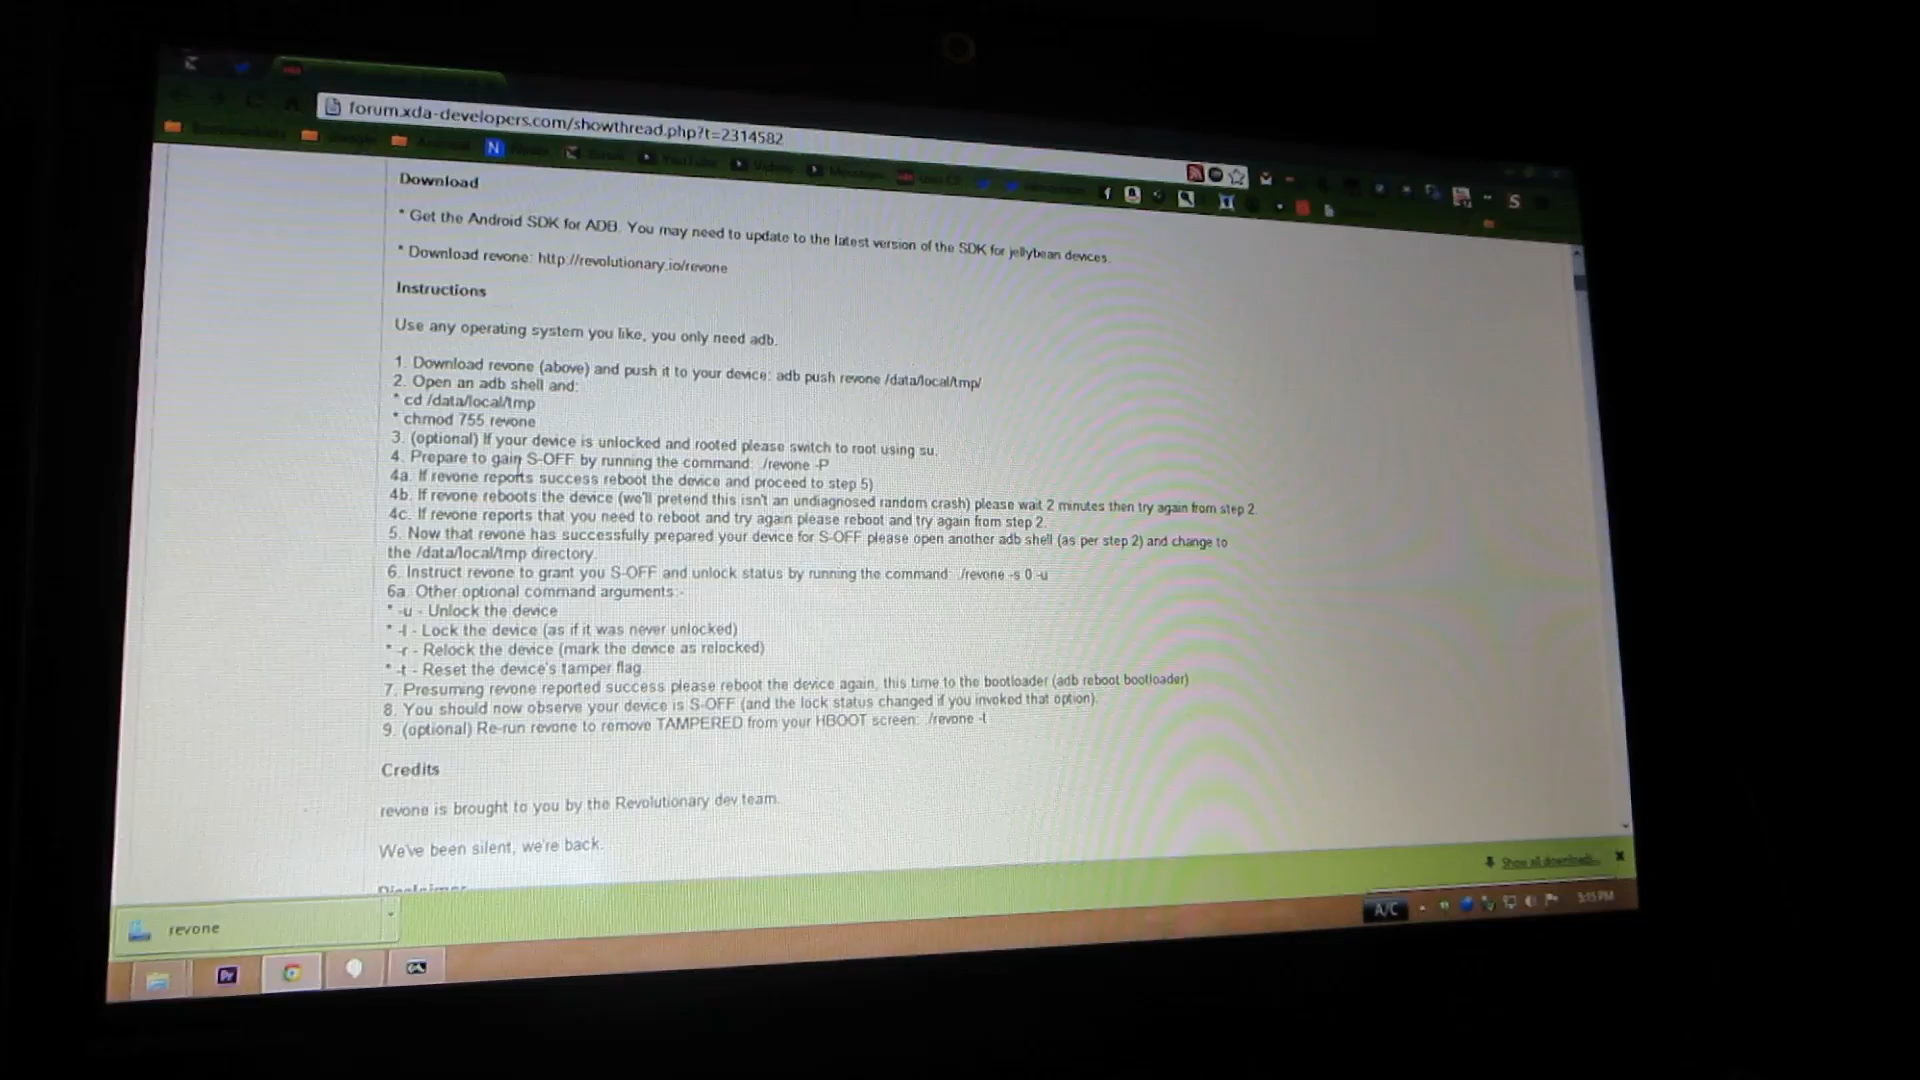 forum.xda-developers.com/showthread.php?t=2314582
Download
* Get the Android SDK for ADB. You may need to update to the latest version of the SDK for jellybean devices.
* Download revone: http://revolutionary.io/revone
Instructions
Use any operating system you like, you only need adb.
1. Download revone (above) and push it to your device: adb push revone /data/local/tmp/
2. Open an adb shell and:
* cd /data/local/tmp
* chmod 755 revone
3. (optional) If your device is unlocked and rooted please switch to root using su.
4. Prepare to gain S-OFF by running the command: ./revone -P
4a. If revone reports success reboot the device and proceed to step 5)
4b. If revone reboots the device (we'll pretend this isn't an undiagnosed random crash) please wait 2 minutes then try again from step 2.
4c. If revone reports that you need to reboot and try again please reboot and try again from step 2.
5. Now that revone has successfully prepared your device for S-OFF please open another adb shell (as per step 2) and change to
the /data/local/tmp directory.
6. Instruct revone to grant you S-OFF and unlock status by running the command: ./revone -s 0 -u
6a. Other optional command arguments:-
* -u - Unlock the device
* -l - Lock the device (as if it was never unlocked)
* -r - Relock the device (mark the device as relocked)
* -t - Reset the device's tamper flag.
7. Presuming revone reported success please reboot the device again, this time to the bootloader (adb reboot bootloader)
8. You should now observe your device is S-OFF (and the lock status changed if you invoked that option).
9. (optional) Re-run revone to remove TAMPERED from your HBOOT screen: ./revone -t
Credits
revone is brought to you by the Revolutionary dev team.
We've been silent, we're back.
Disclaimer
Show all downloads...
revone
A/C
5:15 PM